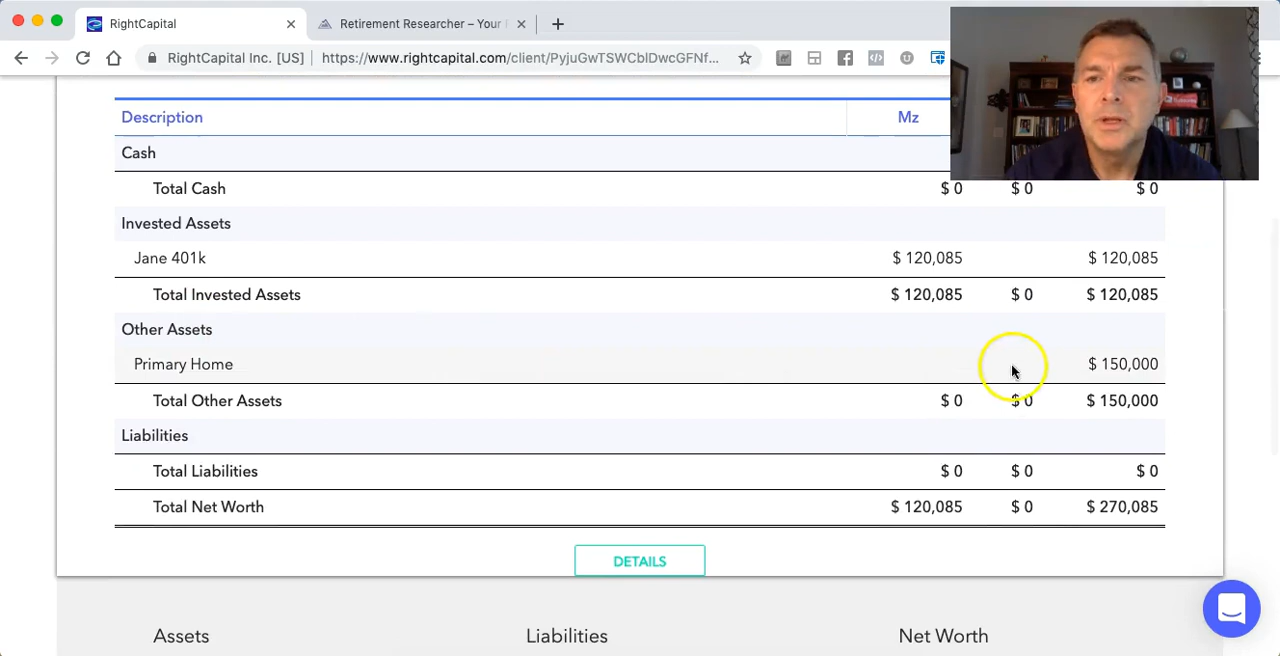 RightCapital
Retirement Researcher – Your
RightCapital Inc. [US] https://www.rightcapital.com/client/PyjuGwTSWCblDwcGFNf...
Description Mz
Cash
Total Cash $ 0 $ 0 $ 0
Invested Assets
Jane 401k $ 120,085 $ 120,085
Total Invested Assets $ 120,085 $ 0 $ 120,085
Other Assets
Primary Home $ 150,000
Total Other Assets $ 0 $ 0 $ 150,000
Liabilities
Total Liabilities $ 0 $ 0 $ 0
Total Net Worth $ 120,085 $ 0 $ 270,085
DETAILS
Assets Liabilities Net Worth